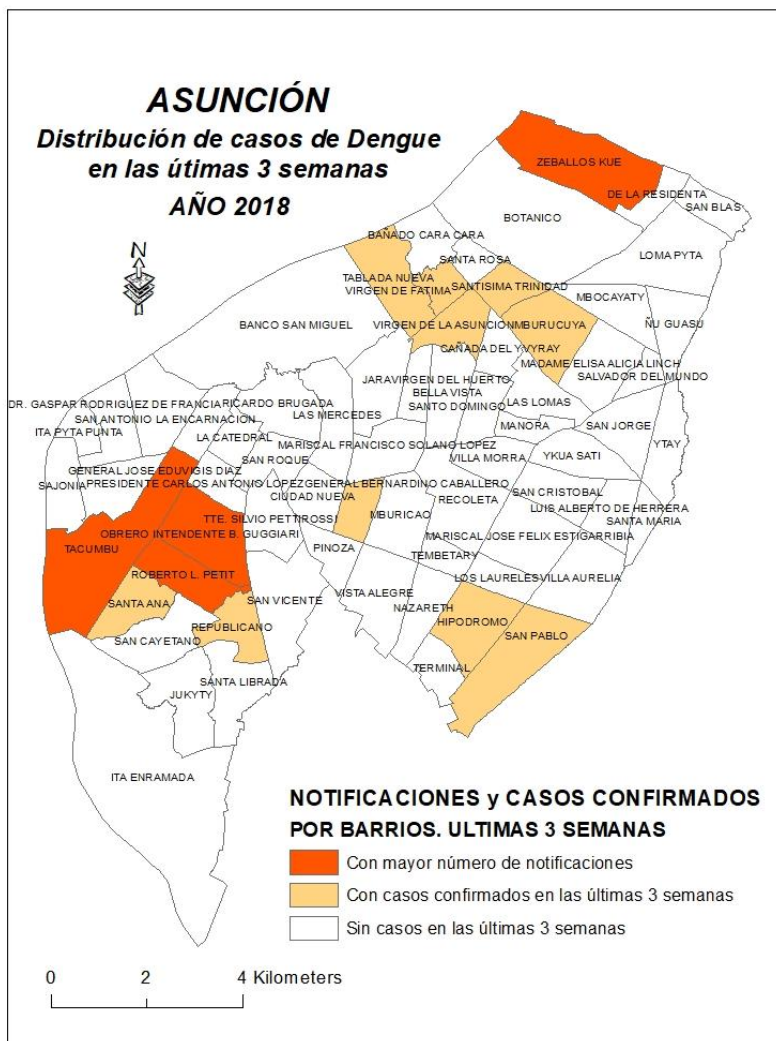 ASUNCIÓN
Distribución de casos de Dengue
en las útimas 3 semanas
AÑO 2018
N
ZEBALLOS KUE
DE LA RESIDENTA
SAN BLAS
BOTANICO
BAÑADO CARA CARA
SANTA ROSA
LOMA PYTA
TABLADA NUEVA
VIRGEN DE FATIMA
SANTISIMA TRINIDAD
MBOCAYATY
BANCO SAN MIGUEL
VIRGEN DE LA ASUNCION
MBURUCUYA
ÑU GUASU
CAÑADA DEL YVYRAY
MADAME ELISA ALICIA LINCH
SALVADOR DEL MUNDO
JARA
VIRGEN DEL HUERTO
BELLA VISTA
SANTO DOMINGO
LAS LOMAS
DR. GASPAR RODRIGUEZ DE FRANCIA
RICARDO BRUGADA
SAN ANTONIO
LA ENCARNACION
LAS MERCEDES
ITA PYTA PUNTA
LA CATEDRAL
MANORA
SAN JORGE
MARISCAL FRANCISCO SOLANO LOPEZ
YTAY
SAN ROQUE
VILLA MORRA
YKUA SATI
GENERAL JOSE EDUVIGIS DIAZ
SAJONIA
PRESIDENTE CARLOS ANTONIO LOPEZ
GENERAL BERNARDINO CABALLERO
CIUDAD NUEVA
RECOLETA
SAN CRISTOBAL
MBURICAO
LUIS ALBERTO DE HERRERA
SANTA MARIA
TTE. SILVIO PETTIROSSI
OBRERO INTENDENTE B. GUGGIARI
MARISCAL JOSE FELIX ESTIGARRIBIA
TACUMBU
PINOZA
TEMBETARY
ROBERTO L. PETIT
LOS LAURELES
VILLA AURELIA
VISTA ALEGRE
SANTA ANA
SAN VICENTE
NAZARETH
HIPODROMO
REPUBLICANO
SAN PABLO
SAN CAYETANO
TERMINAL
SANTA LIBRADA
JUKYTY
ITA ENRAMADA
NOTIFICACIONES y CASOS CONFIRMADOS
POR BARRIOS. ULTIMAS 3 SEMANAS
Con mayor número de notificaciones
Con casos confirmados en las últimas 3 semanas
Sin casos en las últimas 3 semanas
0 2 4 Kilometers